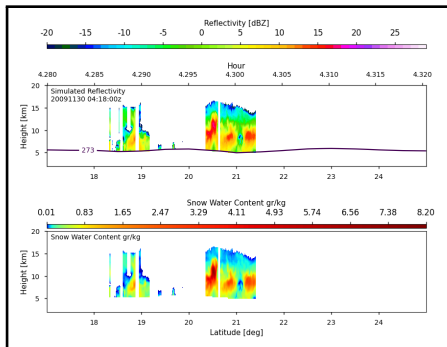 Reflectivity [dBZ]
-20 -15 -10 -5 0 5 10 15 20 25
Hour
4.280 4.285 4.290 4.295 4.300 4.305 4.310 4.315 4.320
Simulated Reflectivity
20091130 04:18:00z
Height [km]
20
15
10
5
273
18 19 20 21 22 23 24
Snow Water Content gr/kg
0.01 0.83 1.65 2.47 3.29 4.11 4.93 5.74 6.56 7.38 8.20
Snow Water Content gr/kg
Height [km]
20
15
10
5
18 19 20 21 22 23 24
Latitude [deg]